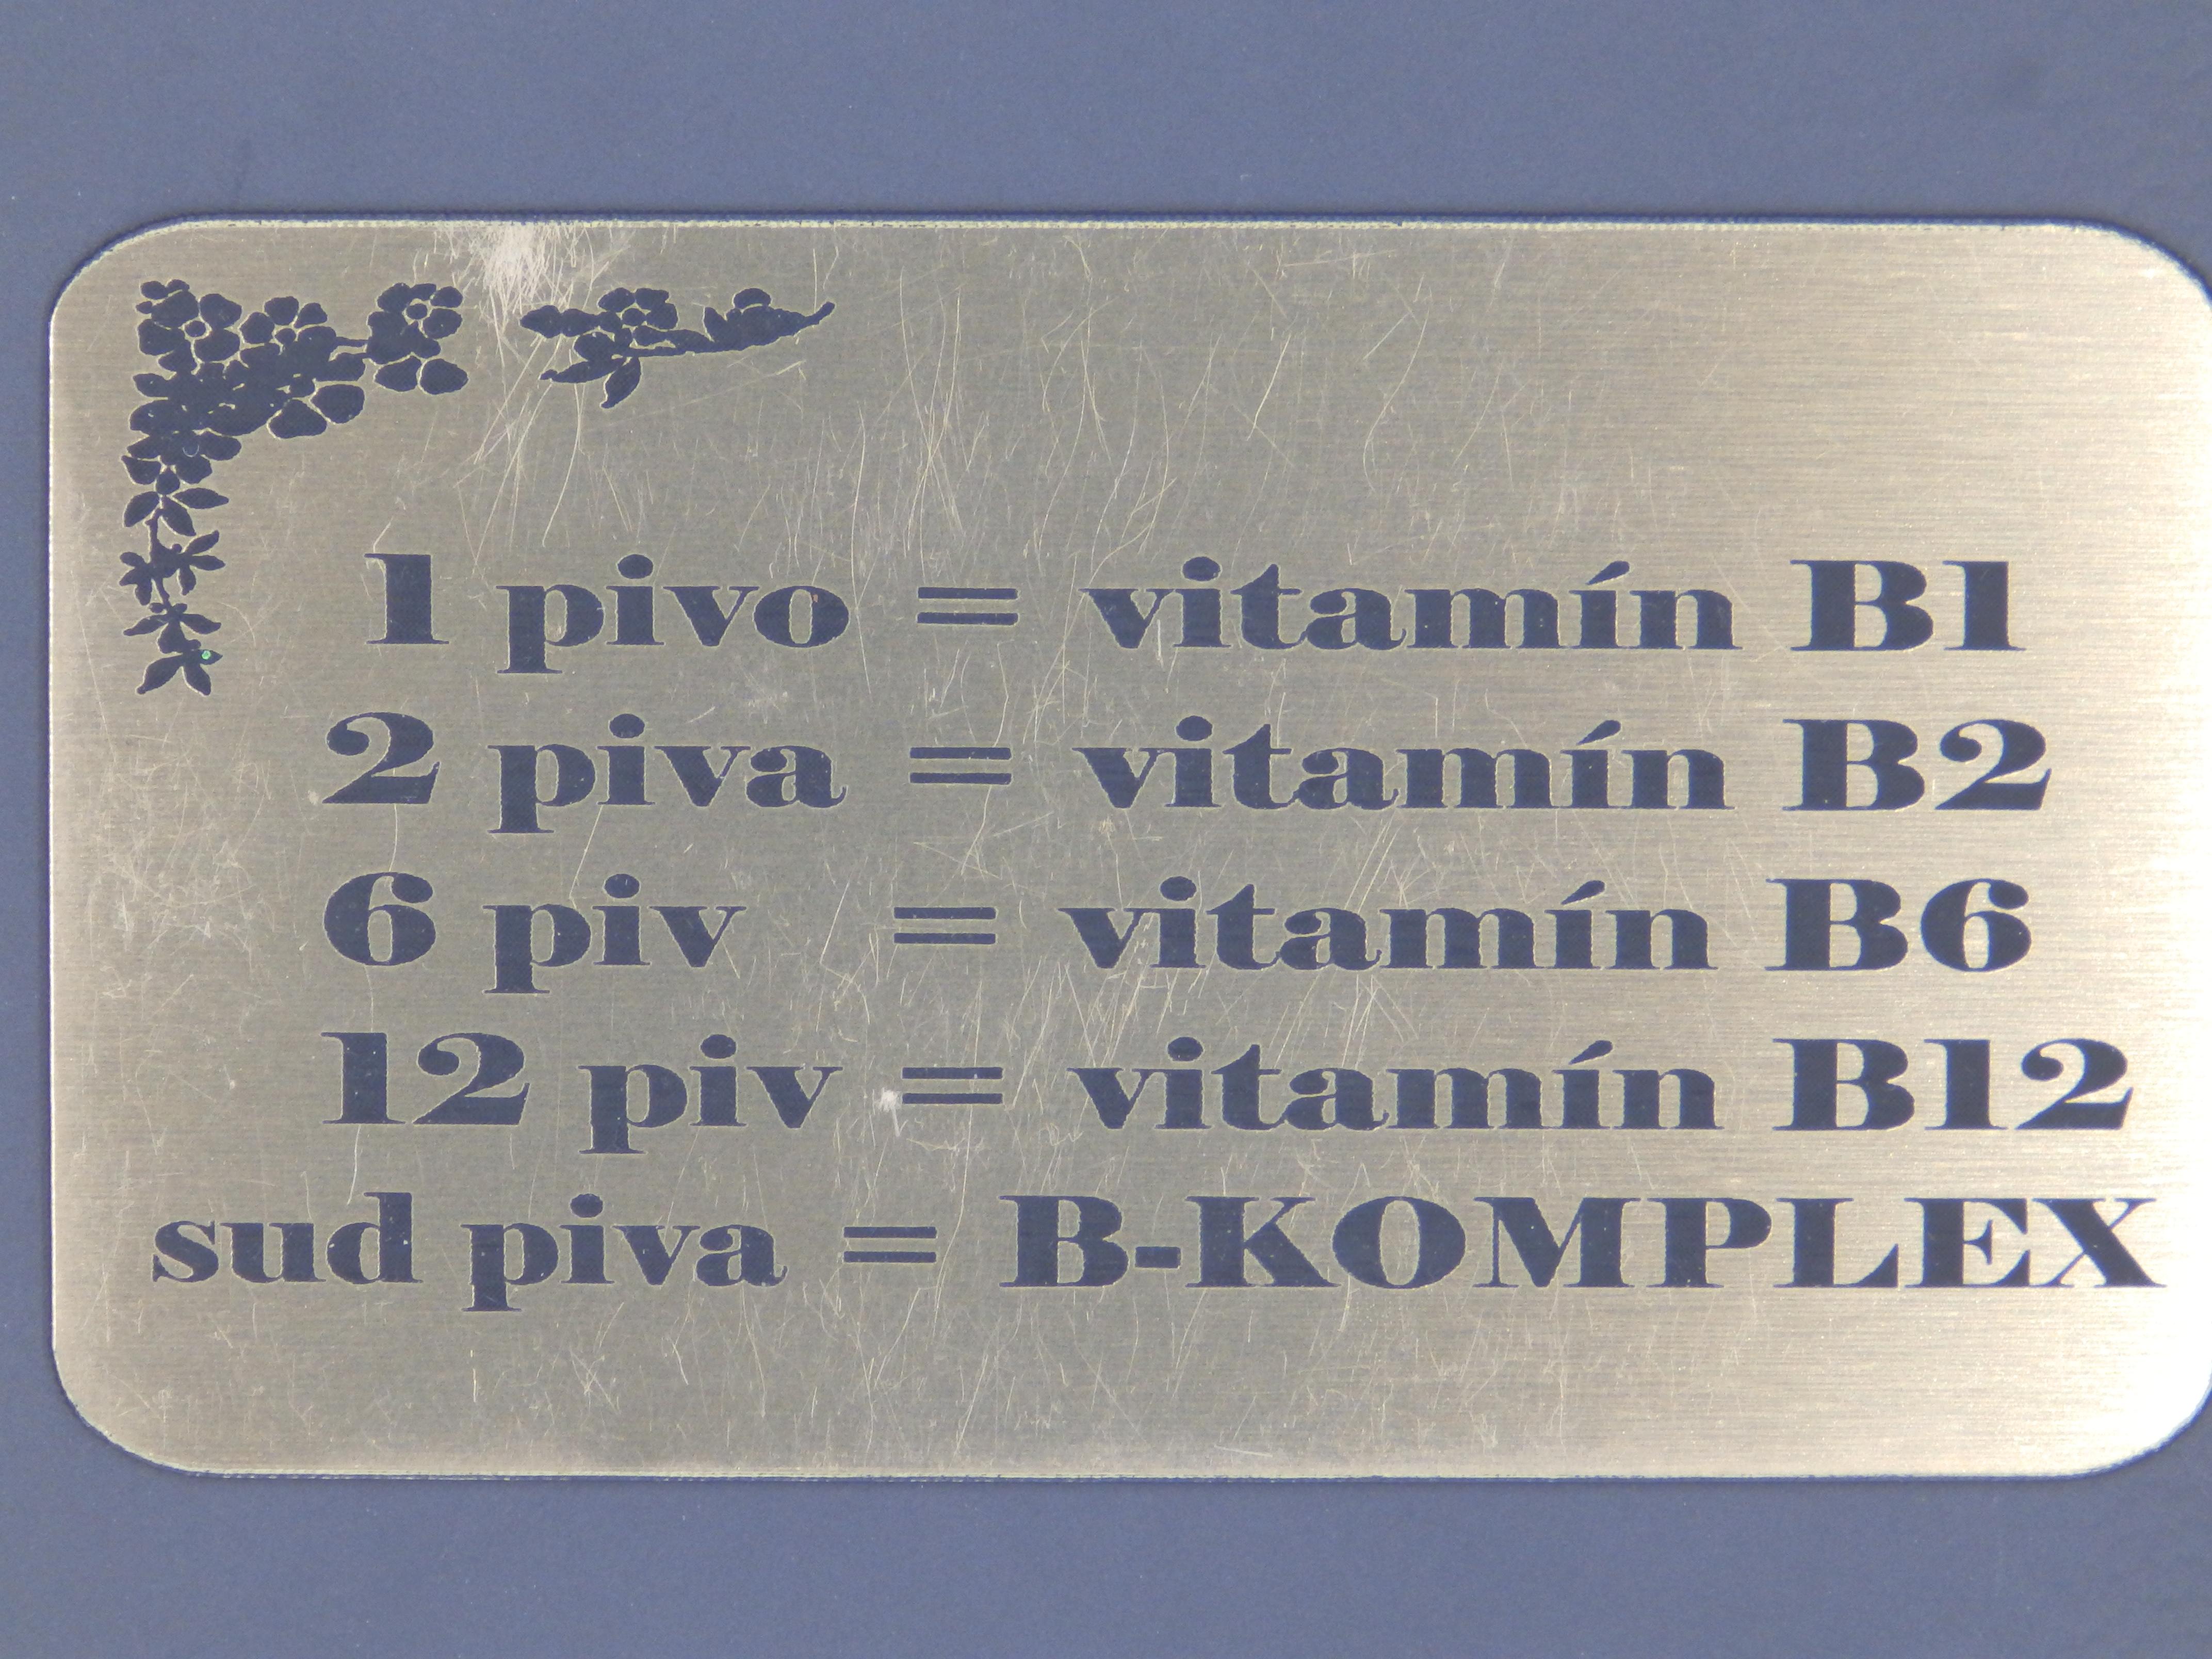 1 pivo = vitamín B1
2 piva = vitamín B2
6 piv = vitamín B6
12 piv = vitamín B12
sud piva = B-KOMPLEX